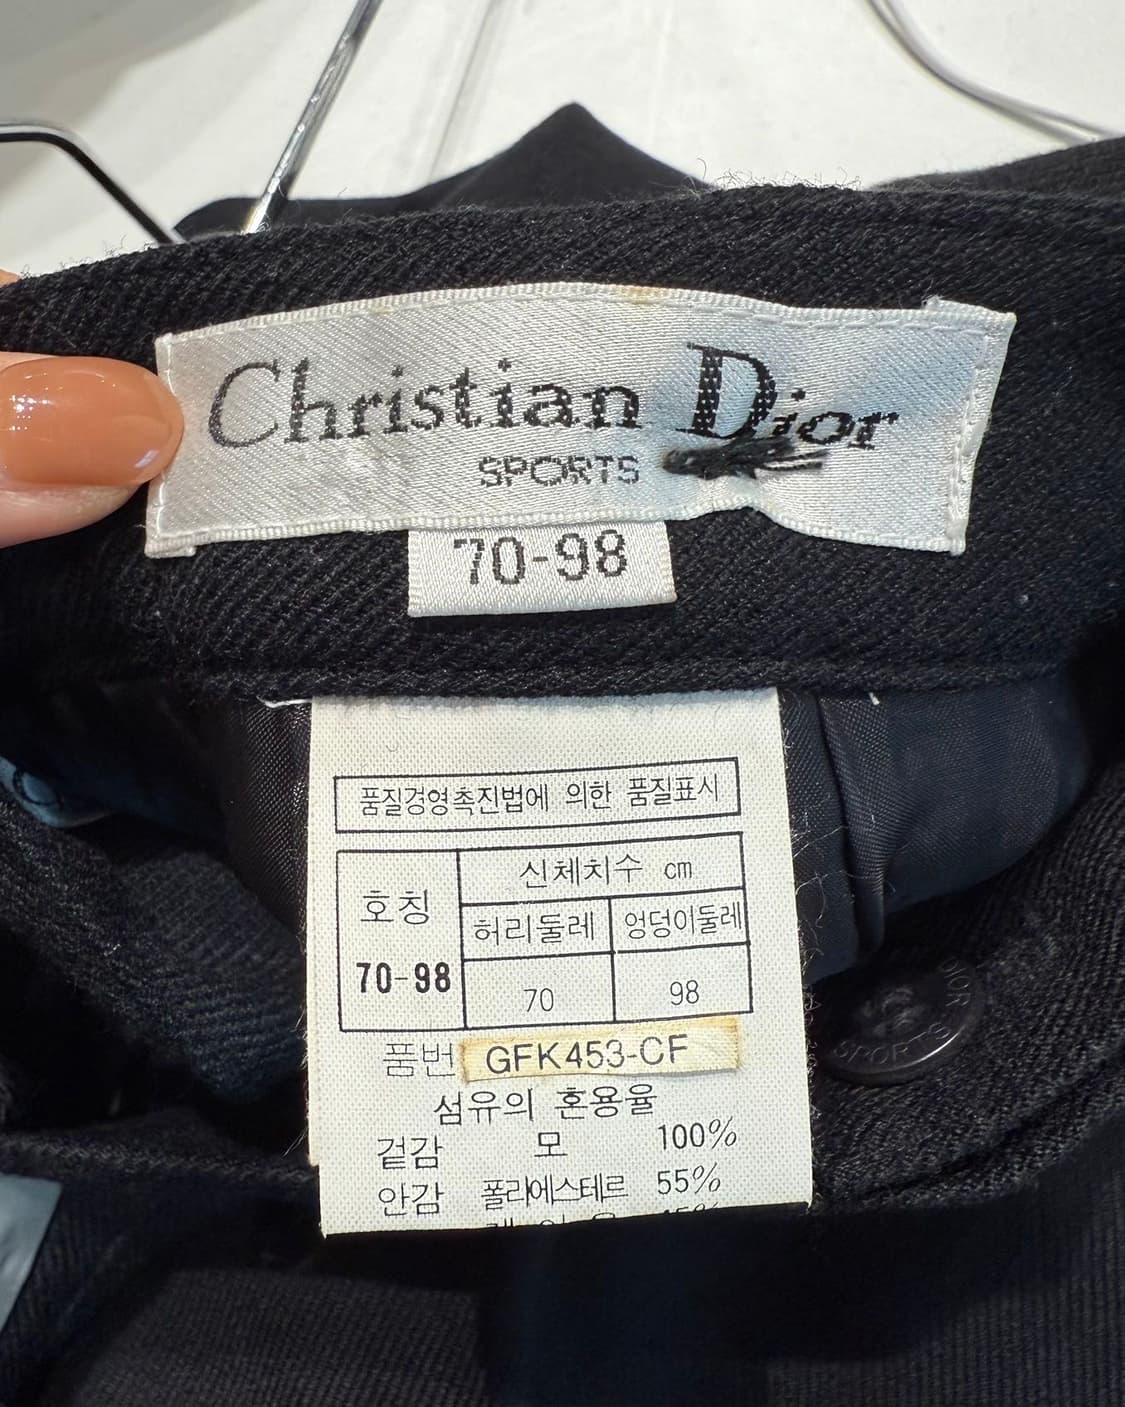 Christian Dior
SPORTS
70-98
품질경영촉진법에 의한 품질표시
호칭
신체치수 cm
허리둘레 엉덩이둘레
70-98
70 98
품번 GFK453-CF
섬유의 혼용율
겉감 모 100%
안감 폴리에스테르 55%
DIOR
SPORTS